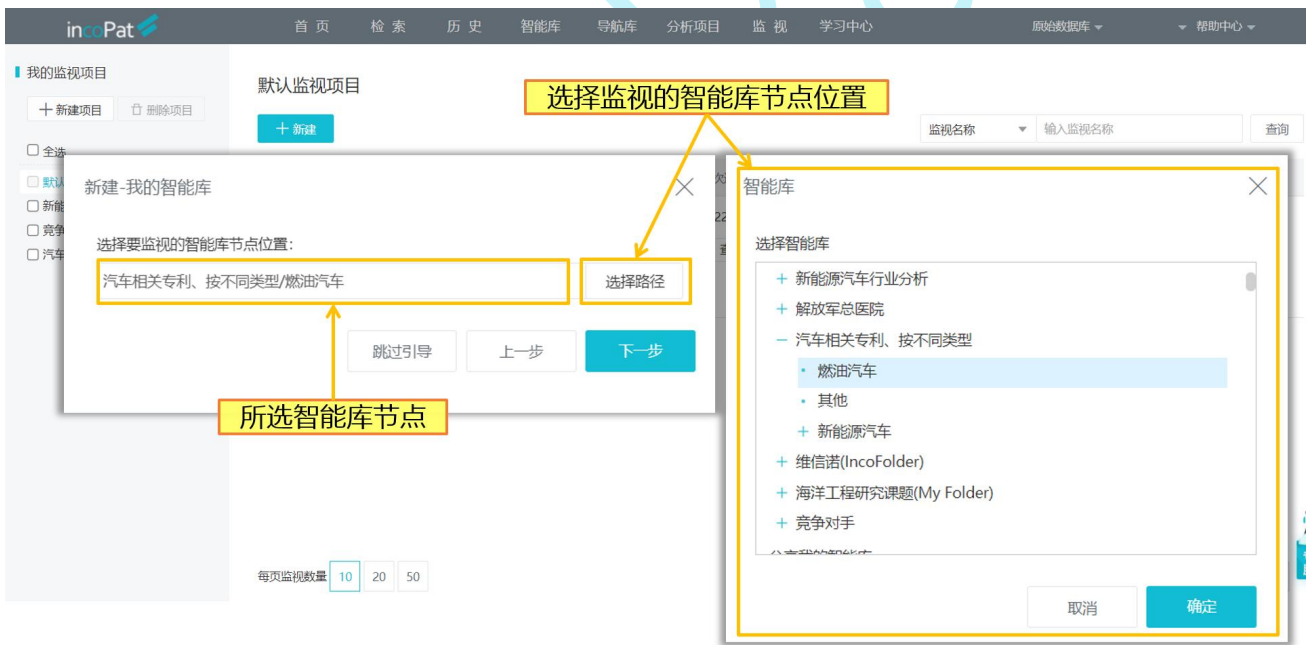 incoPat
首 页 检 索 历 史 智能库 导航库 分析项目 监 视 学习中心 原始数据库 帮助中心
我的监视项目
+ 新建项目 删除项目
全选
默认监视项目
+ 新建
选择监视的智能库节点位置
监视名称 输入监视名称 查询
新建-我的智能库
选择要监视的智能库节点位置：
汽车相关专利、按不同类型/燃油汽车 选择路径
跳过引导 上一步 下一步
所选智能库节点
智能库
选择智能库
+ 新能源汽车行业分析
+ 解放军总医院
- 汽车相关专利、按不同类型
• 燃油汽车
• 其他
+ 新能源汽车
+ 维信诺(IncoFolder)
+ 海洋工程研究课题(My Folder)
+ 竞争对手
取消 确定
每页监视数量 10 20 50